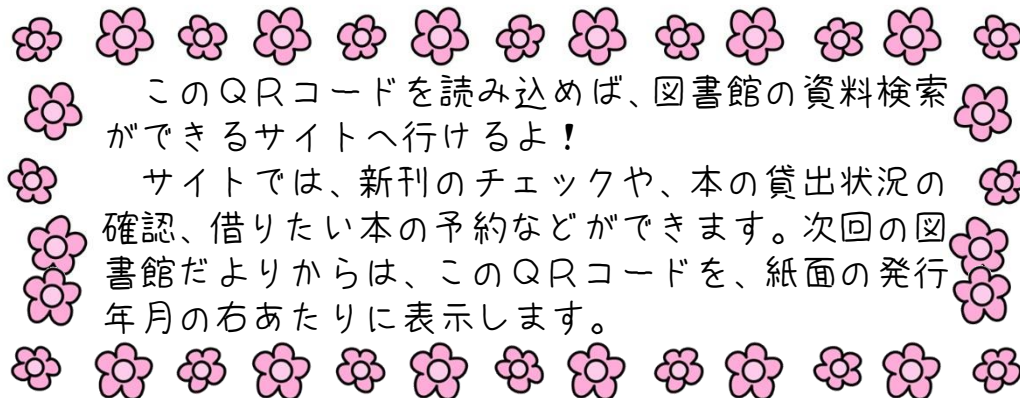 このＱＲコードを読み込めば、図書館の資料検索
ができるサイトへ行けるよ！
　サイトでは、新刊のチェックや、本の貸出状況の
確認、借りたい本の予約などができます。次回の図
書館だよりからは、このＱＲコードを、紙面の発行
年月の右あたりに表示します。